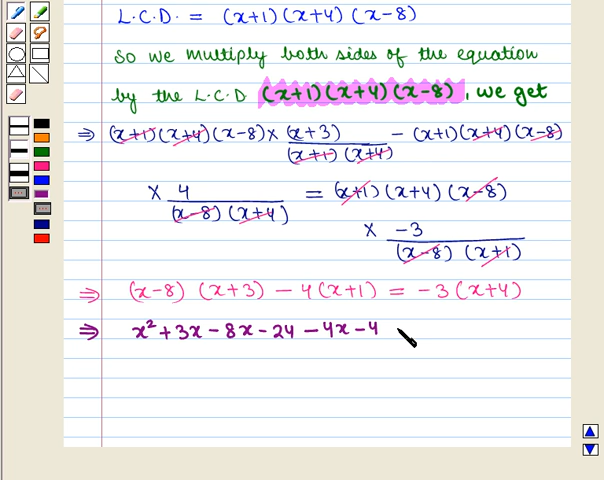 L.C.D. = (x+1)(x+4)(x-8)
So we multiply both sides of the equation
by the L.C.D (x+1)(x+4)(x-8), we get
⇒ (x+1)(x+4)(x-8) × (x+3)/((x+1)(x+4)) - (x+1)(x+4)(x-8)
× 4/((x-8)(x+4)) = (x+1)(x+4)(x-8)
× -3/((x-8)(x+1))
⇒ (x-8)(x+3) - 4(x+1) = -3(x+4)
⇒ x² + 3x - 8x - 24 - 4x - 4